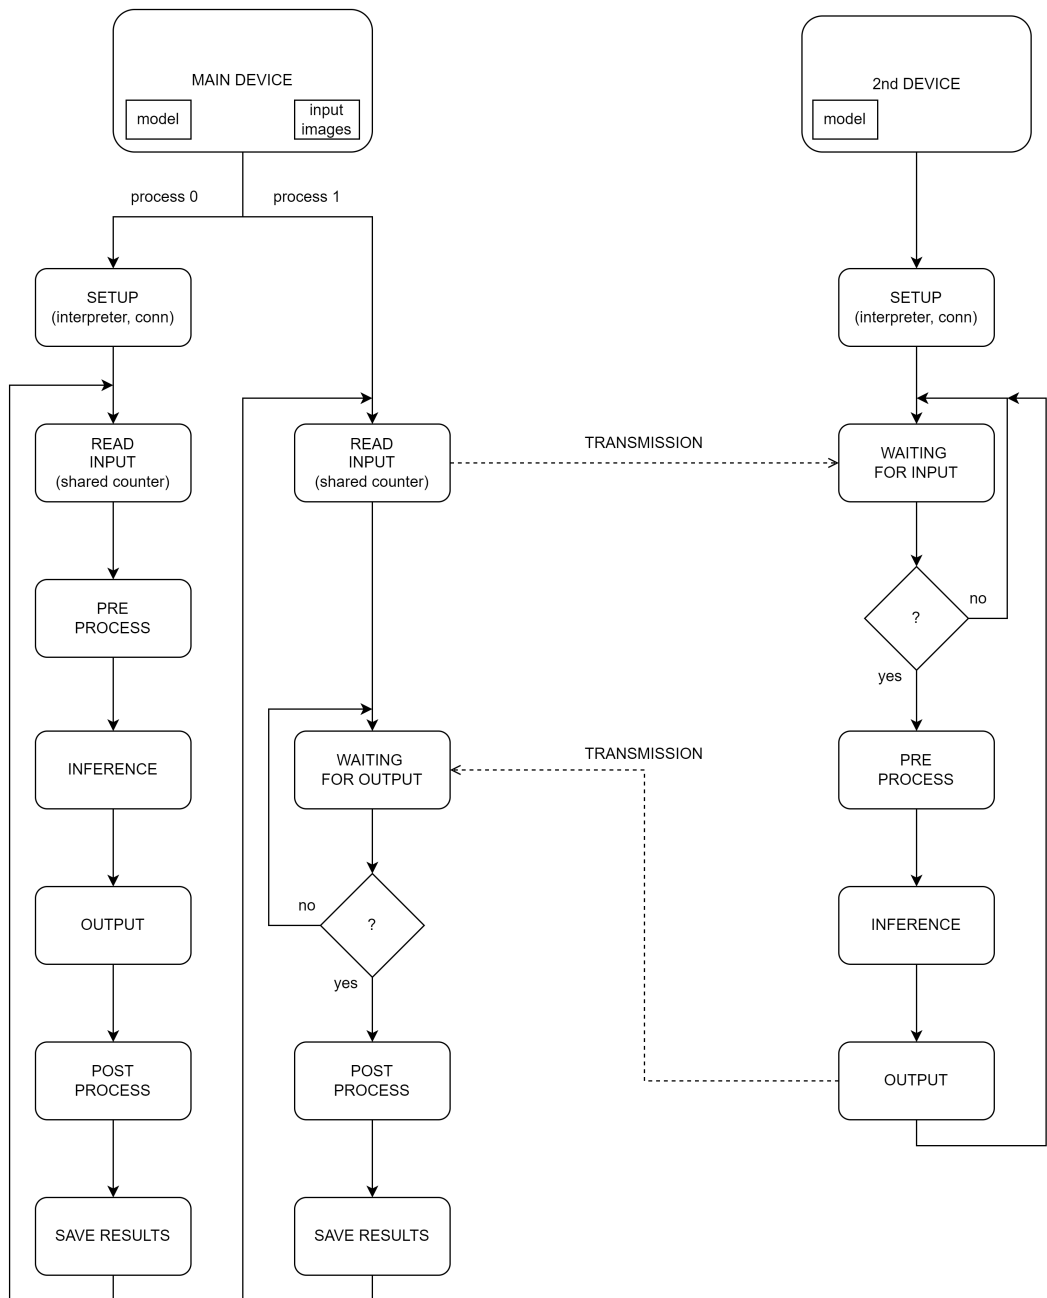 MAIN DEVICE
model
input
images
2nd DEVICE
model
process 0
process 1
SETUP
(interpreter, conn)
SETUP
(interpreter, conn)
READ
INPUT
(shared counter)
READ
INPUT
(shared counter)
TRANSMISSION
WAITING
FOR INPUT
PRE
PROCESS
?
no
yes
INFERENCE
WAITING
FOR OUTPUT
TRANSMISSION
PRE
PROCESS
OUTPUT
no
?
yes
INFERENCE
POST
PROCESS
POST
PROCESS
OUTPUT
SAVE RESULTS
SAVE RESULTS